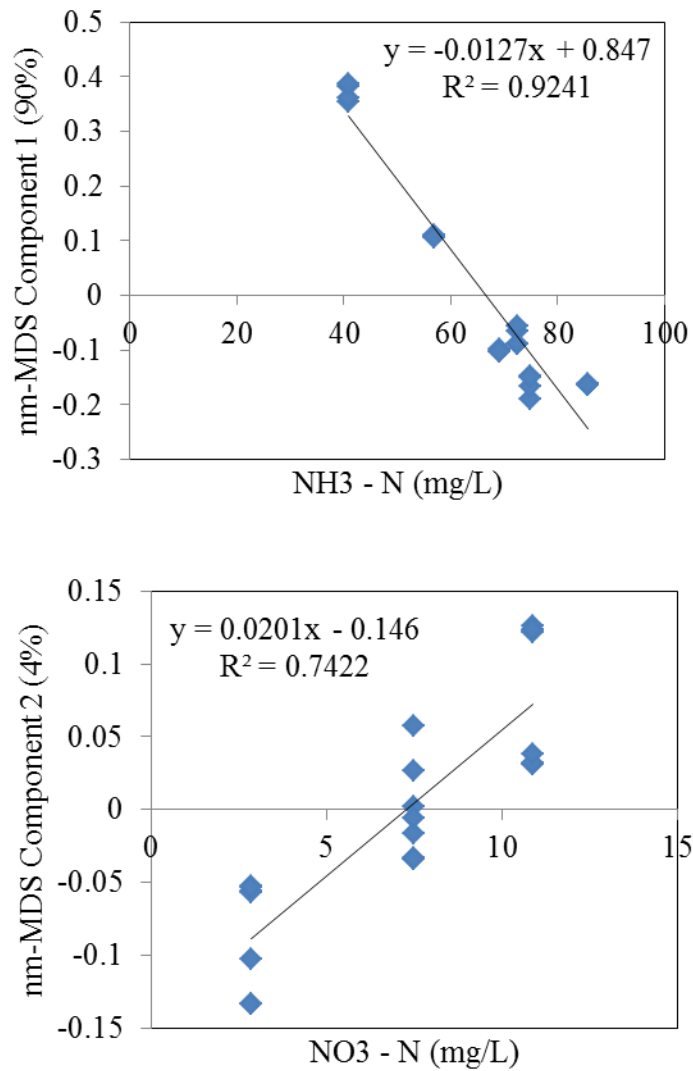 0.5
y = -0.0127x + 0.847
0.4
R² = 0.9241
0.3
0.2
0.1
0
0 20 40 60 80 100
-0.1
-0.2
-0.3
nm-MDS Component 1 (90%)
NH3 - N (mg/L)
0.15
y = 0.0201x - 0.146
0.1
R² = 0.7422
0.05
0
0 5 10 15
-0.05
-0.1
-0.15
nm-MDS Component 2 (4%)
NO3 - N (mg/L)